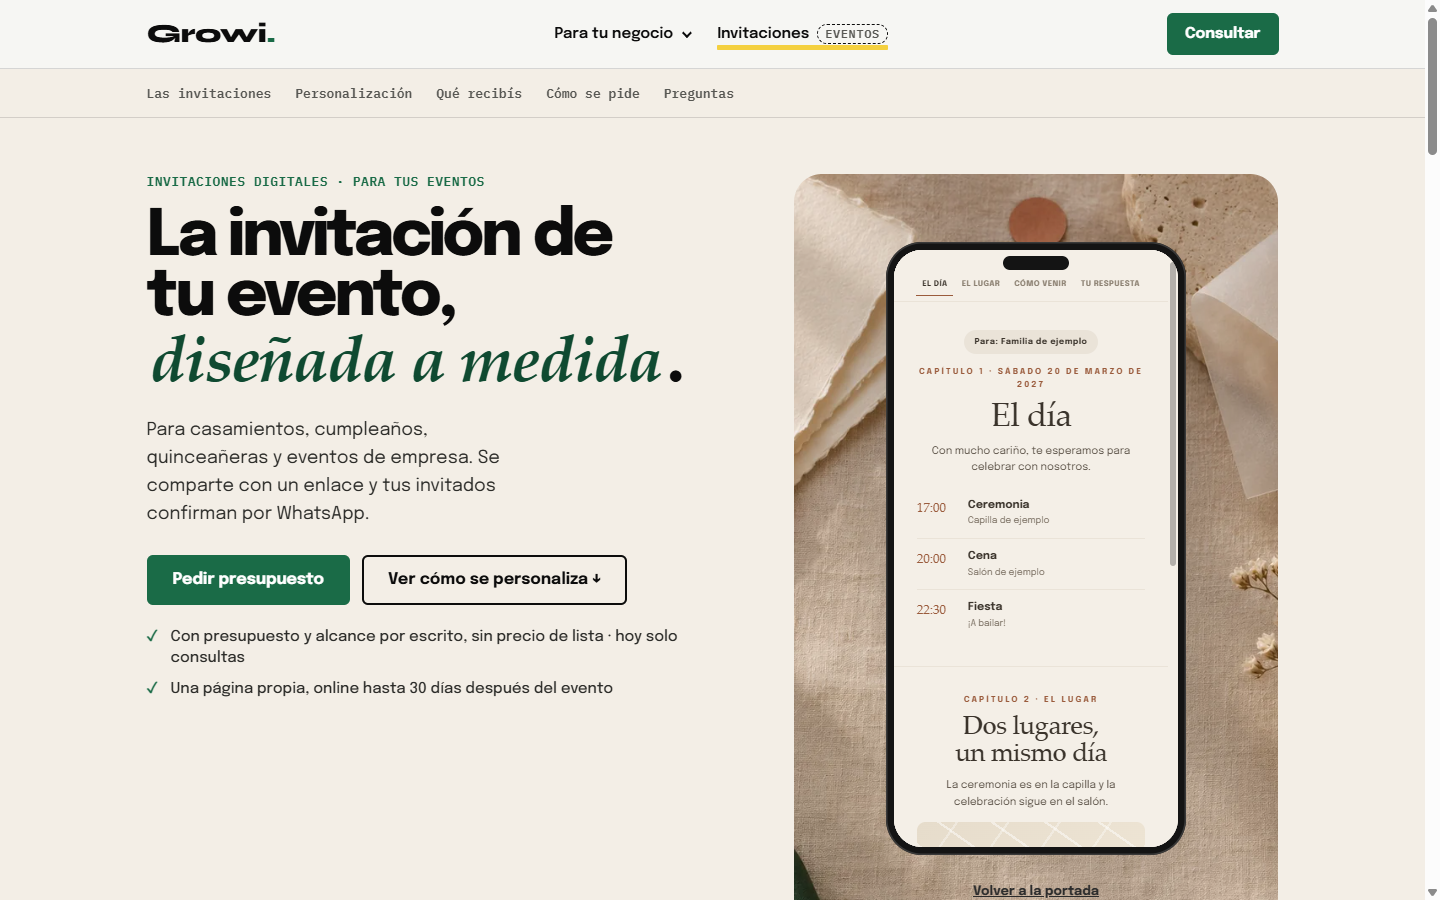 Growi.
Para tu negocio
Invitaciones EVENTOS
Consultar
Las invitaciones
Personalización
Qué recibís
Cómo se pide
Preguntas
INVITACIONES DIGITALES · PARA TUS EVENTOS
La invitación de
tu evento,
diseñada a medida.
Para casamientos, cumpleaños,
quinceañeras y eventos de empresa. Se
comparte con un enlace y tus invitados
confirman por WhatsApp.
Pedir presupuesto
Ver cómo se personaliza ↓
✓ Con presupuesto y alcance por escrito, sin precio de lista · hoy solo
consultas
✓ Una página propia, online hasta 30 días después del evento
EL DÍA
EL LUGAR
CÓMO VENIR
TU RESPUESTA
Para: Familia de ejemplo
CAPÍTULO 1 · SÁBADO 20 DE MARZO DE
2027
El día
Con mucho cariño, te esperamos para
celebrar con nosotros.
17:00 Ceremonia
Capilla de ejemplo
20:00 Cena
Salón de ejemplo
22:30 Fiesta
¡A bailar!
CAPÍTULO 2 · EL LUGAR
Dos lugares,
un mismo día
La ceremonia es en la capilla y la
celebración sigue en el salón.
Volver a la portada